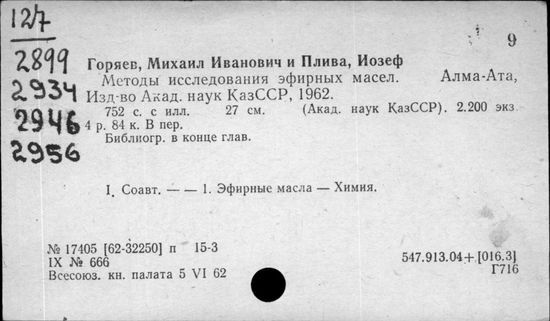 12/7
9
2899
2934
2946
2956
Горяев, Михаил Иванович и Плива, Иозеф
Методы исследования эфирных масел. Алма-Ата,
Изд-во Акад. наук КазССР, 1962.
752 с. с илл. 27 см. (Акад. наук КазССР). 2.200 экз.
4 р. 84 к. В пер.
Библиогр. в конце глав.
I. Соавт. — — 1. Эфирные масла — Химия.
№ 17405 [62-32250] п 15-3
IX № 666
Всесоюз. кн. палата 5 VI 62
547.913.04+[016.3]
Г716